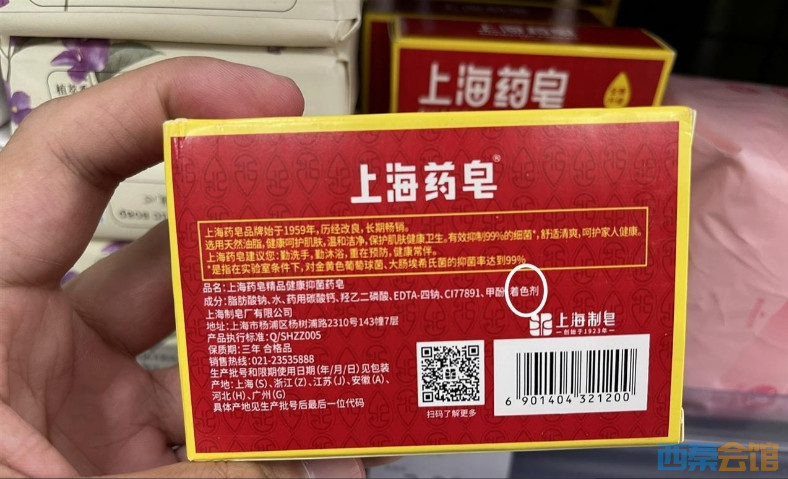 上海药皂
植萃香
上海药皂®
上海药皂品牌始于1959年，历经改良，长期畅销。
选用天然油脂，健康呵护肌肤，温和洁净，保护肌肤健康卫生。有效抑制99%的细菌*，舒适清爽，呵护家人健康。
上海药皂建议您：勤洗手，勤沐浴，重在预防，健康常伴。
*是指在实验室条件下，对金黄色葡萄球菌、大肠埃希氏菌的抑菌率达到99%
品名：上海药皂精品健康抑菌药皂
成分：脂肪酸钠、水、药用碳酸钙、羟乙二磷酸、EDTA-四钠、CI77891、甲酚、着色剂
上海制皂厂有限公司
地址：上海市杨浦区杨树浦路2310号143幢7层
产品执行标准：Q/SHZZ005
保质期：三年 合格品
销售热线：021-23535888
生产批号和限期使用日期（年/月/日）见包装
产地：上海(S)、浙江(Z)、江苏(J)、安徽(A)、
河北(H)、广州(G)
具体产地见生产批号后最后一位代码
扫码了解更多
上海制皂
创始于1923年
6 901404 321200
西祭会馆